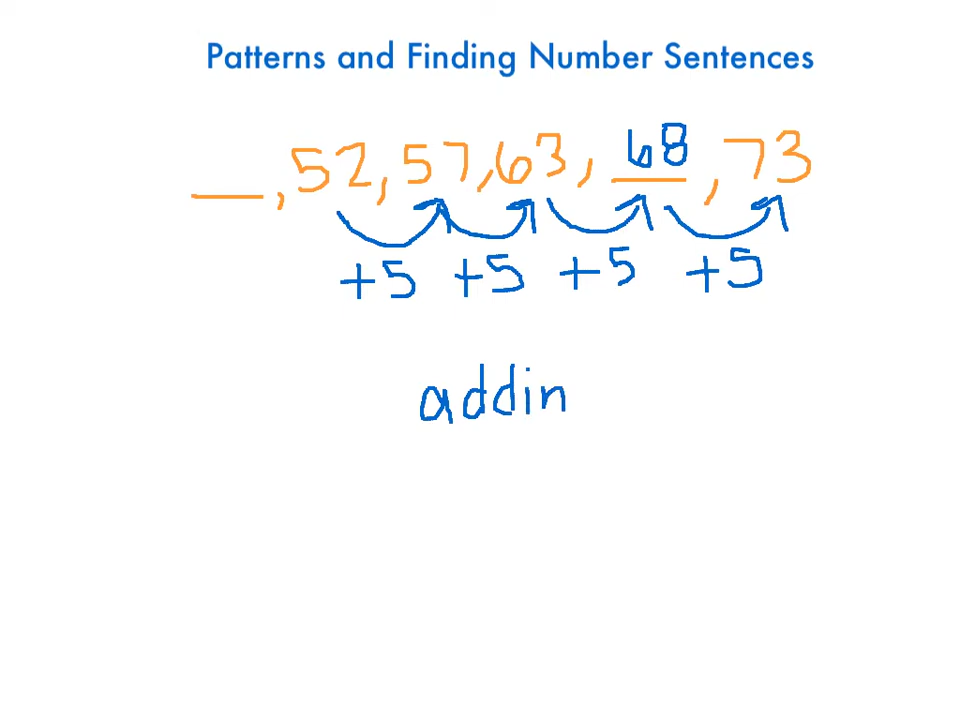 Patterns and Finding Number Sentences
__, 52, 57, 63, 68, 73
+5 +5 +5 +5
addin